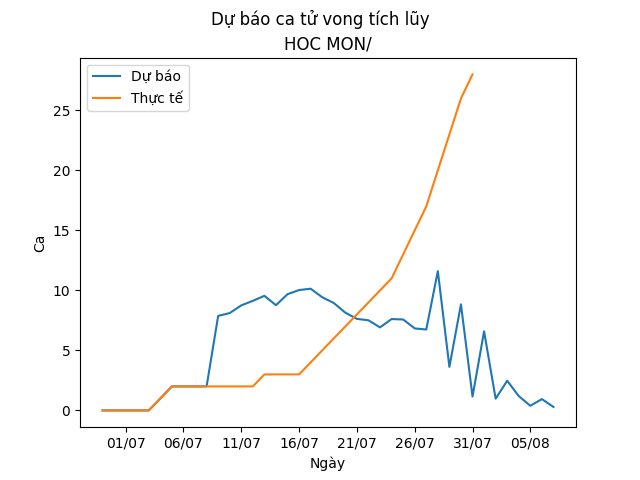 Dự báo ca tử vong tích lũy
HOC MON/
Dự báo
Thực tế
25
20
15
10
5
0
Ca
01/07 06/07 11/07 16/07 21/07 26/07 31/07 05/08
Ngày